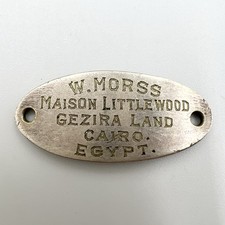 W. MORSS
MAISON LITTLEWOOD
GEZIRA LAND
CAIRO.
EGYPT.